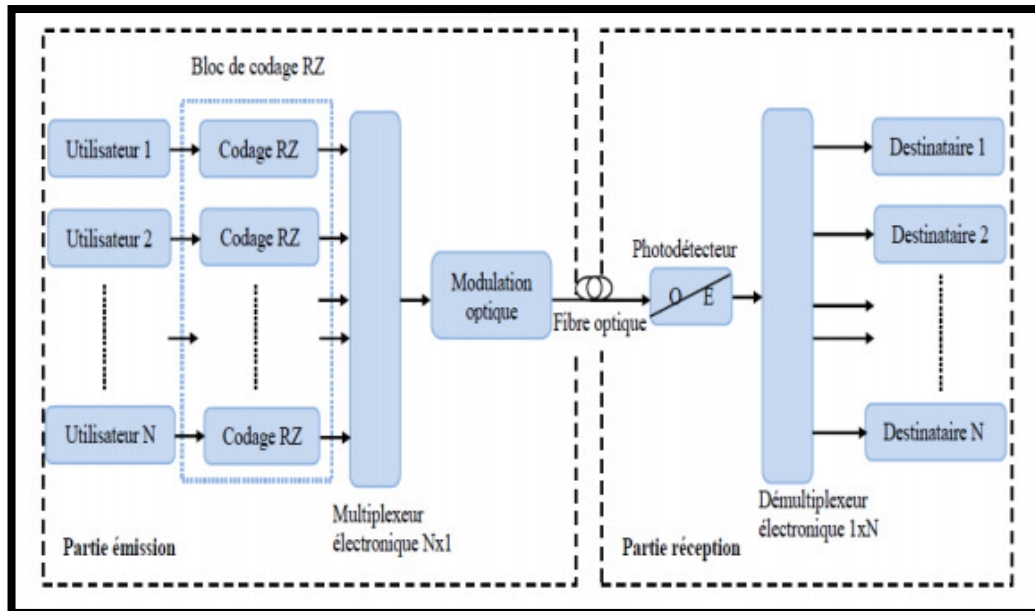 Bloc de codage RZ
Utilisateur 1
Codage RZ
Utilisateur 2
Codage RZ
Utilisateur N
Codage RZ
Multiplexeur
électronique Nx1
Partie émission
Modulation
optique
Fibre optique
Photodétecteur
O E
Démultiplexeur
électronique 1xN
Partie réception
Destinataire 1
Destinataire 2
Destinataire N